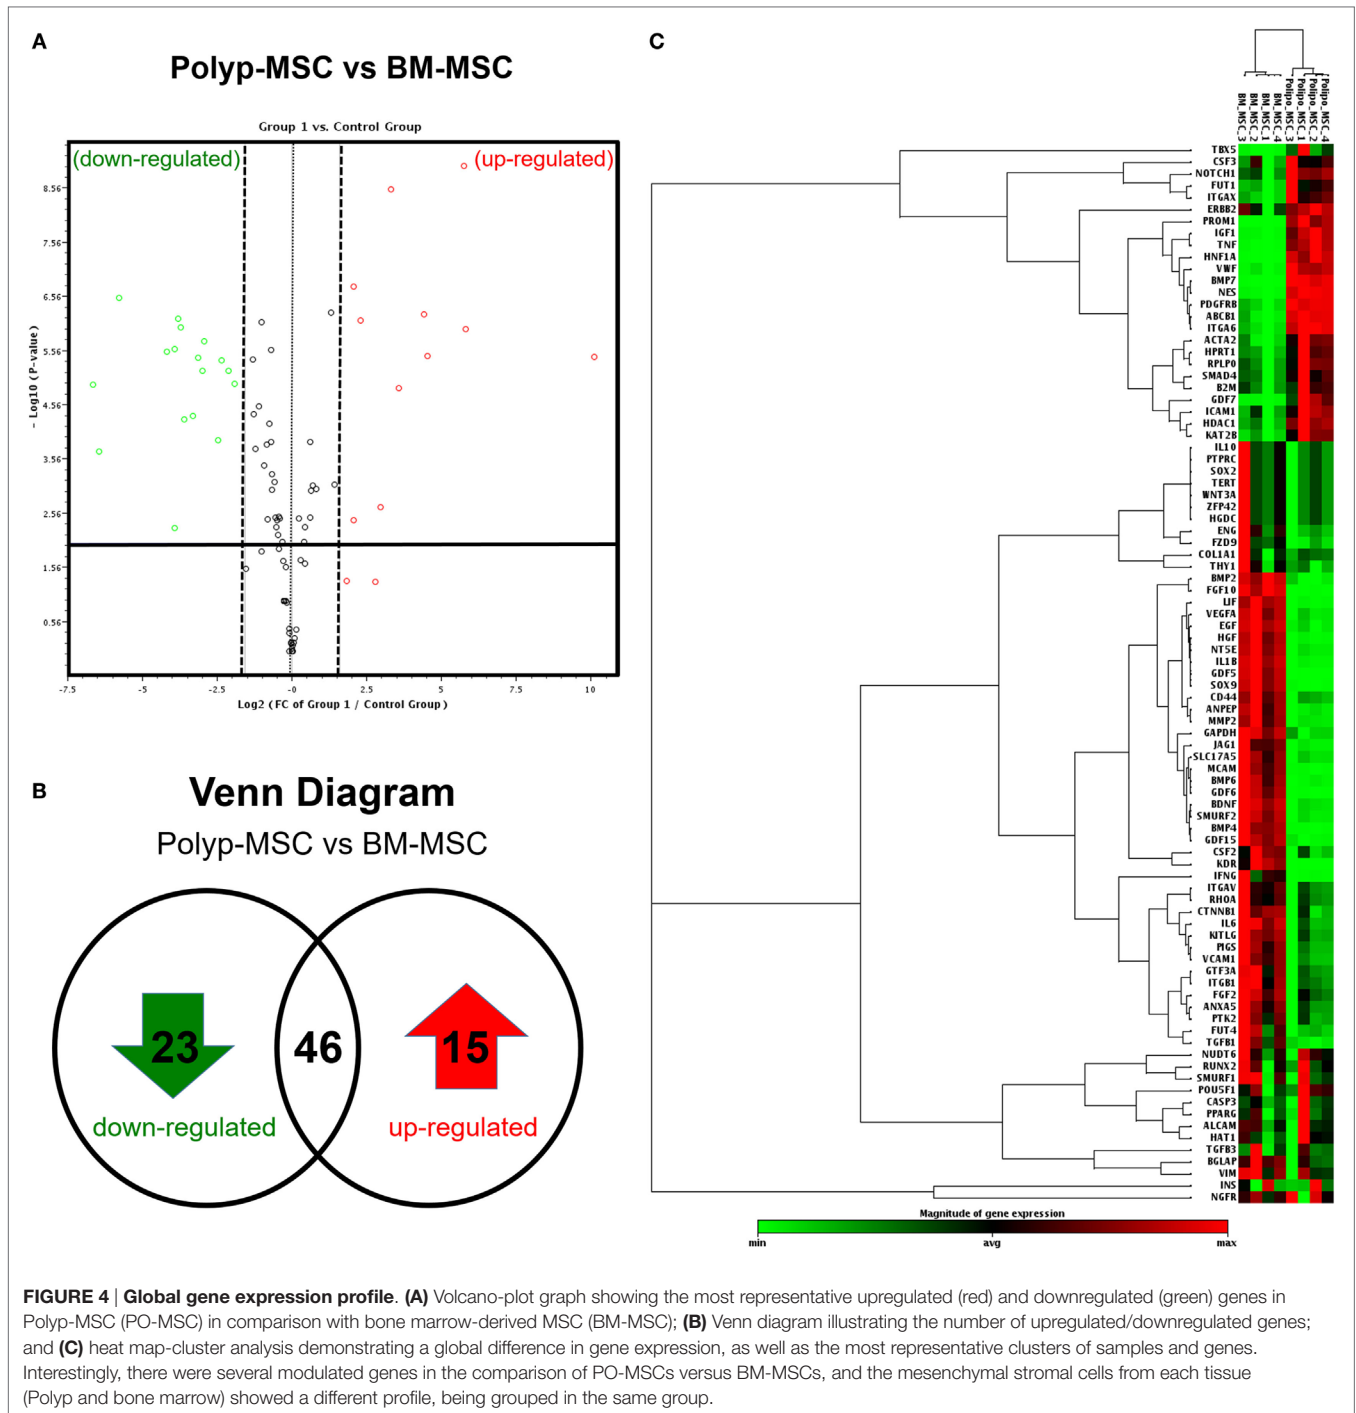 A
Polyp-MSC vs BM-MSC
Group 1 vs. Control Group
(down-regulated)
(up-regulated)
8.56
7.56
6.56
5.56
4.56
3.56
2.56
1.56
0.56
- Log10 (P-value)
-7.5
-5
-2.5
-0
2.5
5
7.5
10
Log2 (FC of Group 1 / Control Group)
B
Venn Diagram
Polyp-MSC vs BM-MSC
23
46
15
down-regulated
up-regulated
C
BM_MSC_3
BM_MSC_2
BM_MSC_1
BM_MSC_4
Polipo_MSC_3
Polipo_MSC_1
Polipo_MSC_2
Polipo_MSC_4
TBX5
CSF3
NOTCH1
FUT1
ITGAX
ERBB2
PROM1
IGF1
TNF
HNF1A
VWF
BMP7
NES
PDGFRB
ABCB1
ITGA6
ACTA2
HPRT1
RPLP0
SMAD4
B2M
GDF7
ICAM1
HDAC1
KAT2B
IL10
PTPRC
SOX2
TERT
WNT3A
ZFP42
HGDC
ENG
FZD9
COL1A1
THY1
BMP2
FGF10
LIF
VEGFA
EGF
HGF
NT5E
IL1B
GDF5
SOX9
CD44
ANPEP
MMP2
GAPDH
JAG1
SLC17A5
MCAM
BMP6
GDF6
BDNF
SMURF2
BMP4
GDF15
CSF2
KDR
IFNG
ITGAV
RHOA
CTNNB1
IL6
KITLG
PIGS
VCAM1
GTF3A
ITGB1
FGF2
ANXA5
PTK2
FUT4
TGFB1
NUDT6
RUNX2
SMURF1
POU5F1
CASP3
PPARG
ALCAM
HAT1
TGFB3
BGLAP
VIM
INS
NGFR
Magnitude of gene expression
min
avg
max
FIGURE 4 | Global gene expression profile. (A) Volcano-plot graph showing the most representative upregulated (red) and downregulated (green) genes in
Polyp-MSC (PO-MSC) in comparison with bone marrow-derived MSC (BM-MSC); (B) Venn diagram illustrating the number of upregulated/downregulated genes;
and (C) heat map-cluster analysis demonstrating a global difference in gene expression, as well as the most representative clusters of samples and genes.
Interestingly, there were several modulated genes in the comparison of PO-MSCs versus BM-MSCs, and the mesenchymal stromal cells from each tissue
(Polyp and bone marrow) showed a different profile, being grouped in the same group.